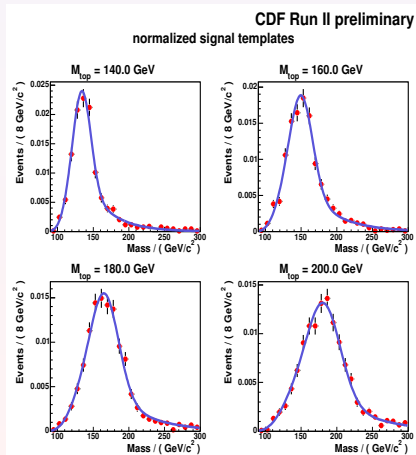 CDF Run II preliminary
normalized signal templates
M_top = 140.0 GeV
Events / ( 8 GeV/c² )
0.025
0.02
0.015
0.01
0.005
0
100 150 200 250 300
Mass / ( GeV/c² )
M_top = 160.0 GeV
Events / ( 8 GeV/c² )
0.02
0.015
0.01
0.005
0
100 150 200 250 300
Mass / ( GeV/c² )
M_top = 180.0 GeV
Events / ( 8 GeV/c² )
0.015
0.01
0.005
0
100 150 200 250 300
Mass / ( GeV/c² )
M_top = 200.0 GeV
Events / ( 8 GeV/c² )
0.015
0.01
0.005
0
100 150 200 250 300
Mass / ( GeV/c² )